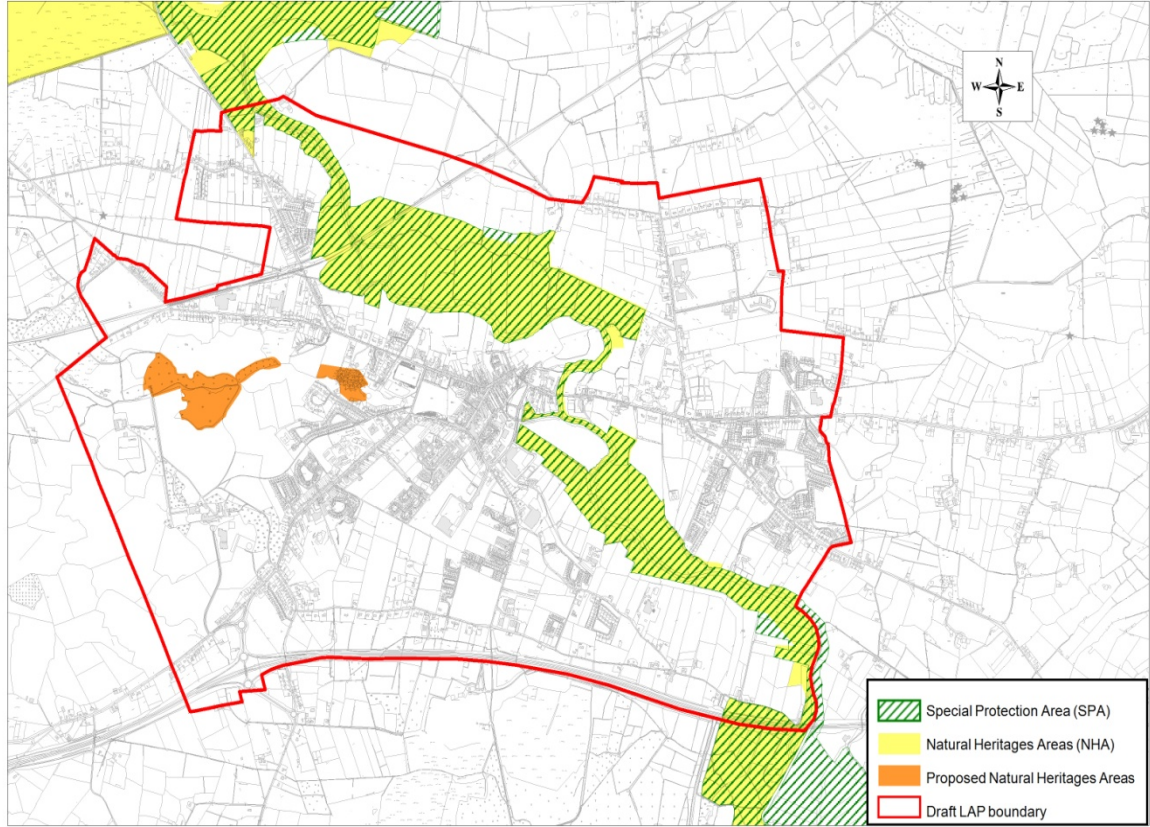 N
W E
S
Special Protection Area (SPA)
Natural Heritages Areas (NHA)
Proposed Natural Heritages Areas
Draft LAP boundary